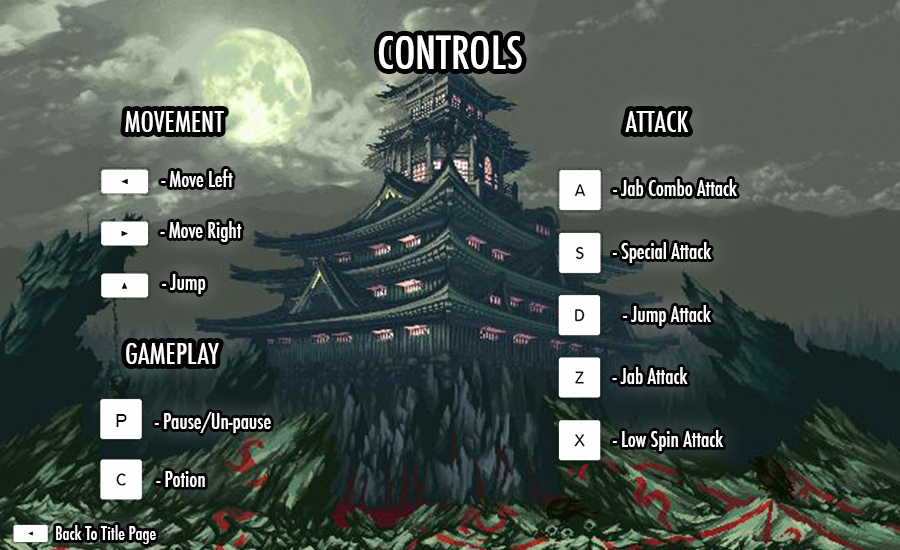 CONTROLS
MOVEMENT
◄ - Move Left
► - Move Right
▲ - Jump
GAMEPLAY
P - Pause/Un-pause
C - Potion
ATTACK
A - Jab Combo Attack
S - Special Attack
D - Jump Attack
Z - Jab Attack
X - Low Spin Attack
◄ Back To Title Page